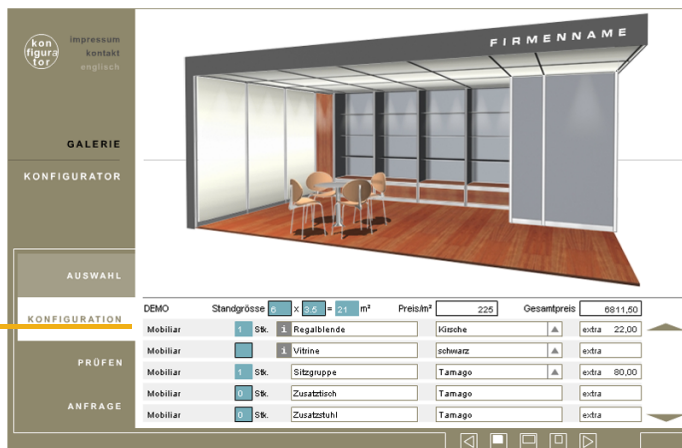 kon
figura
tor
impressum
kontakt
englisch
FIRMENNAME
GALERIE
KONFIGURATOR
AUSWAHL
KONFIGURATION
PRÜFEN
ANFRAGE
DEMO Standgrösse 6 x 3.5 = 21 m² Preis/m² 225 Gesamtpreis 6811,50
Mobiliar 1 Stk. i Regalblende Kirsche extra 22,00
Mobiliar i Vitrine schwarz extra
Mobiliar 1 Stk. Sitzgruppe Tamago extra 80,00
Mobiliar 0 Stk. Zusatztisch Tamago extra
Mobiliar 0 Stk. Zusatzstuhl Tamago extra